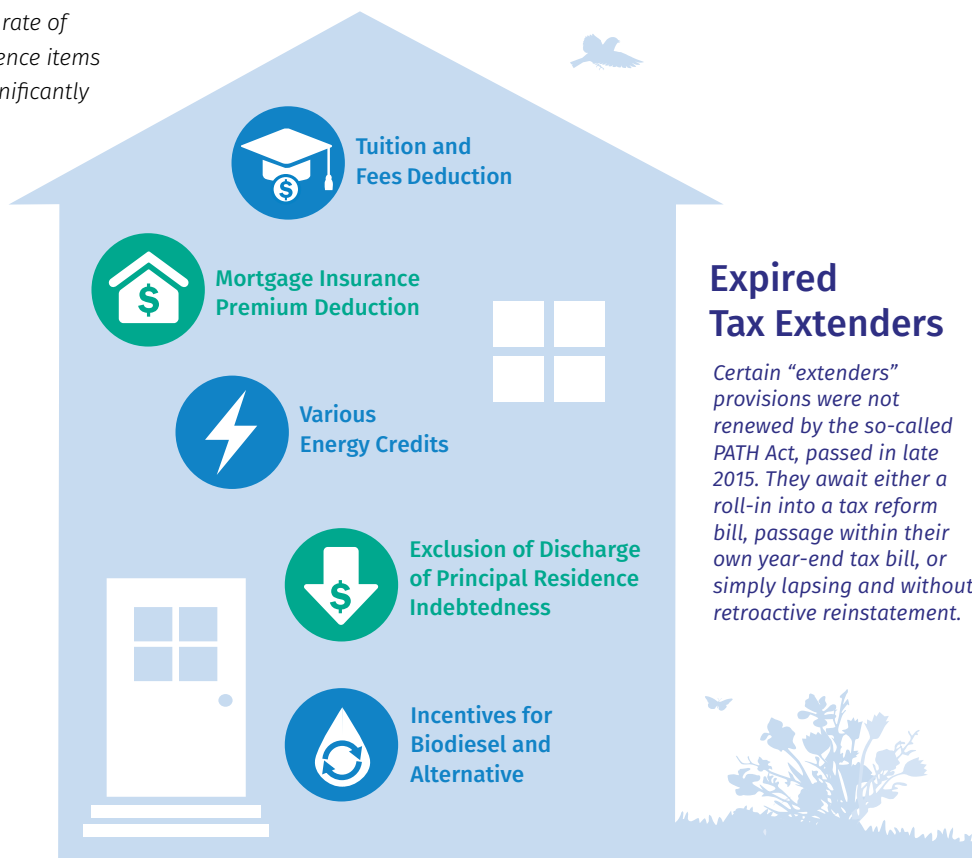 rate of
ence items
nificantly
Tuition and
Fees Deduction
Mortgage Insurance
Premium Deduction
Various
Energy Credits
Exclusion of Discharge
of Principal Residence
Indebtedness
Incentives for
Biodiesel and
Alternative
Expired
Tax Extenders
Certain “extenders”
provisions were not
renewed by the so-called
PATH Act, passed in late
2015. They await either a
roll-in into a tax reform
bill, passage within their
own year-end tax bill, or
simply lapsing and without
retroactive reinstatement.
$
$
$